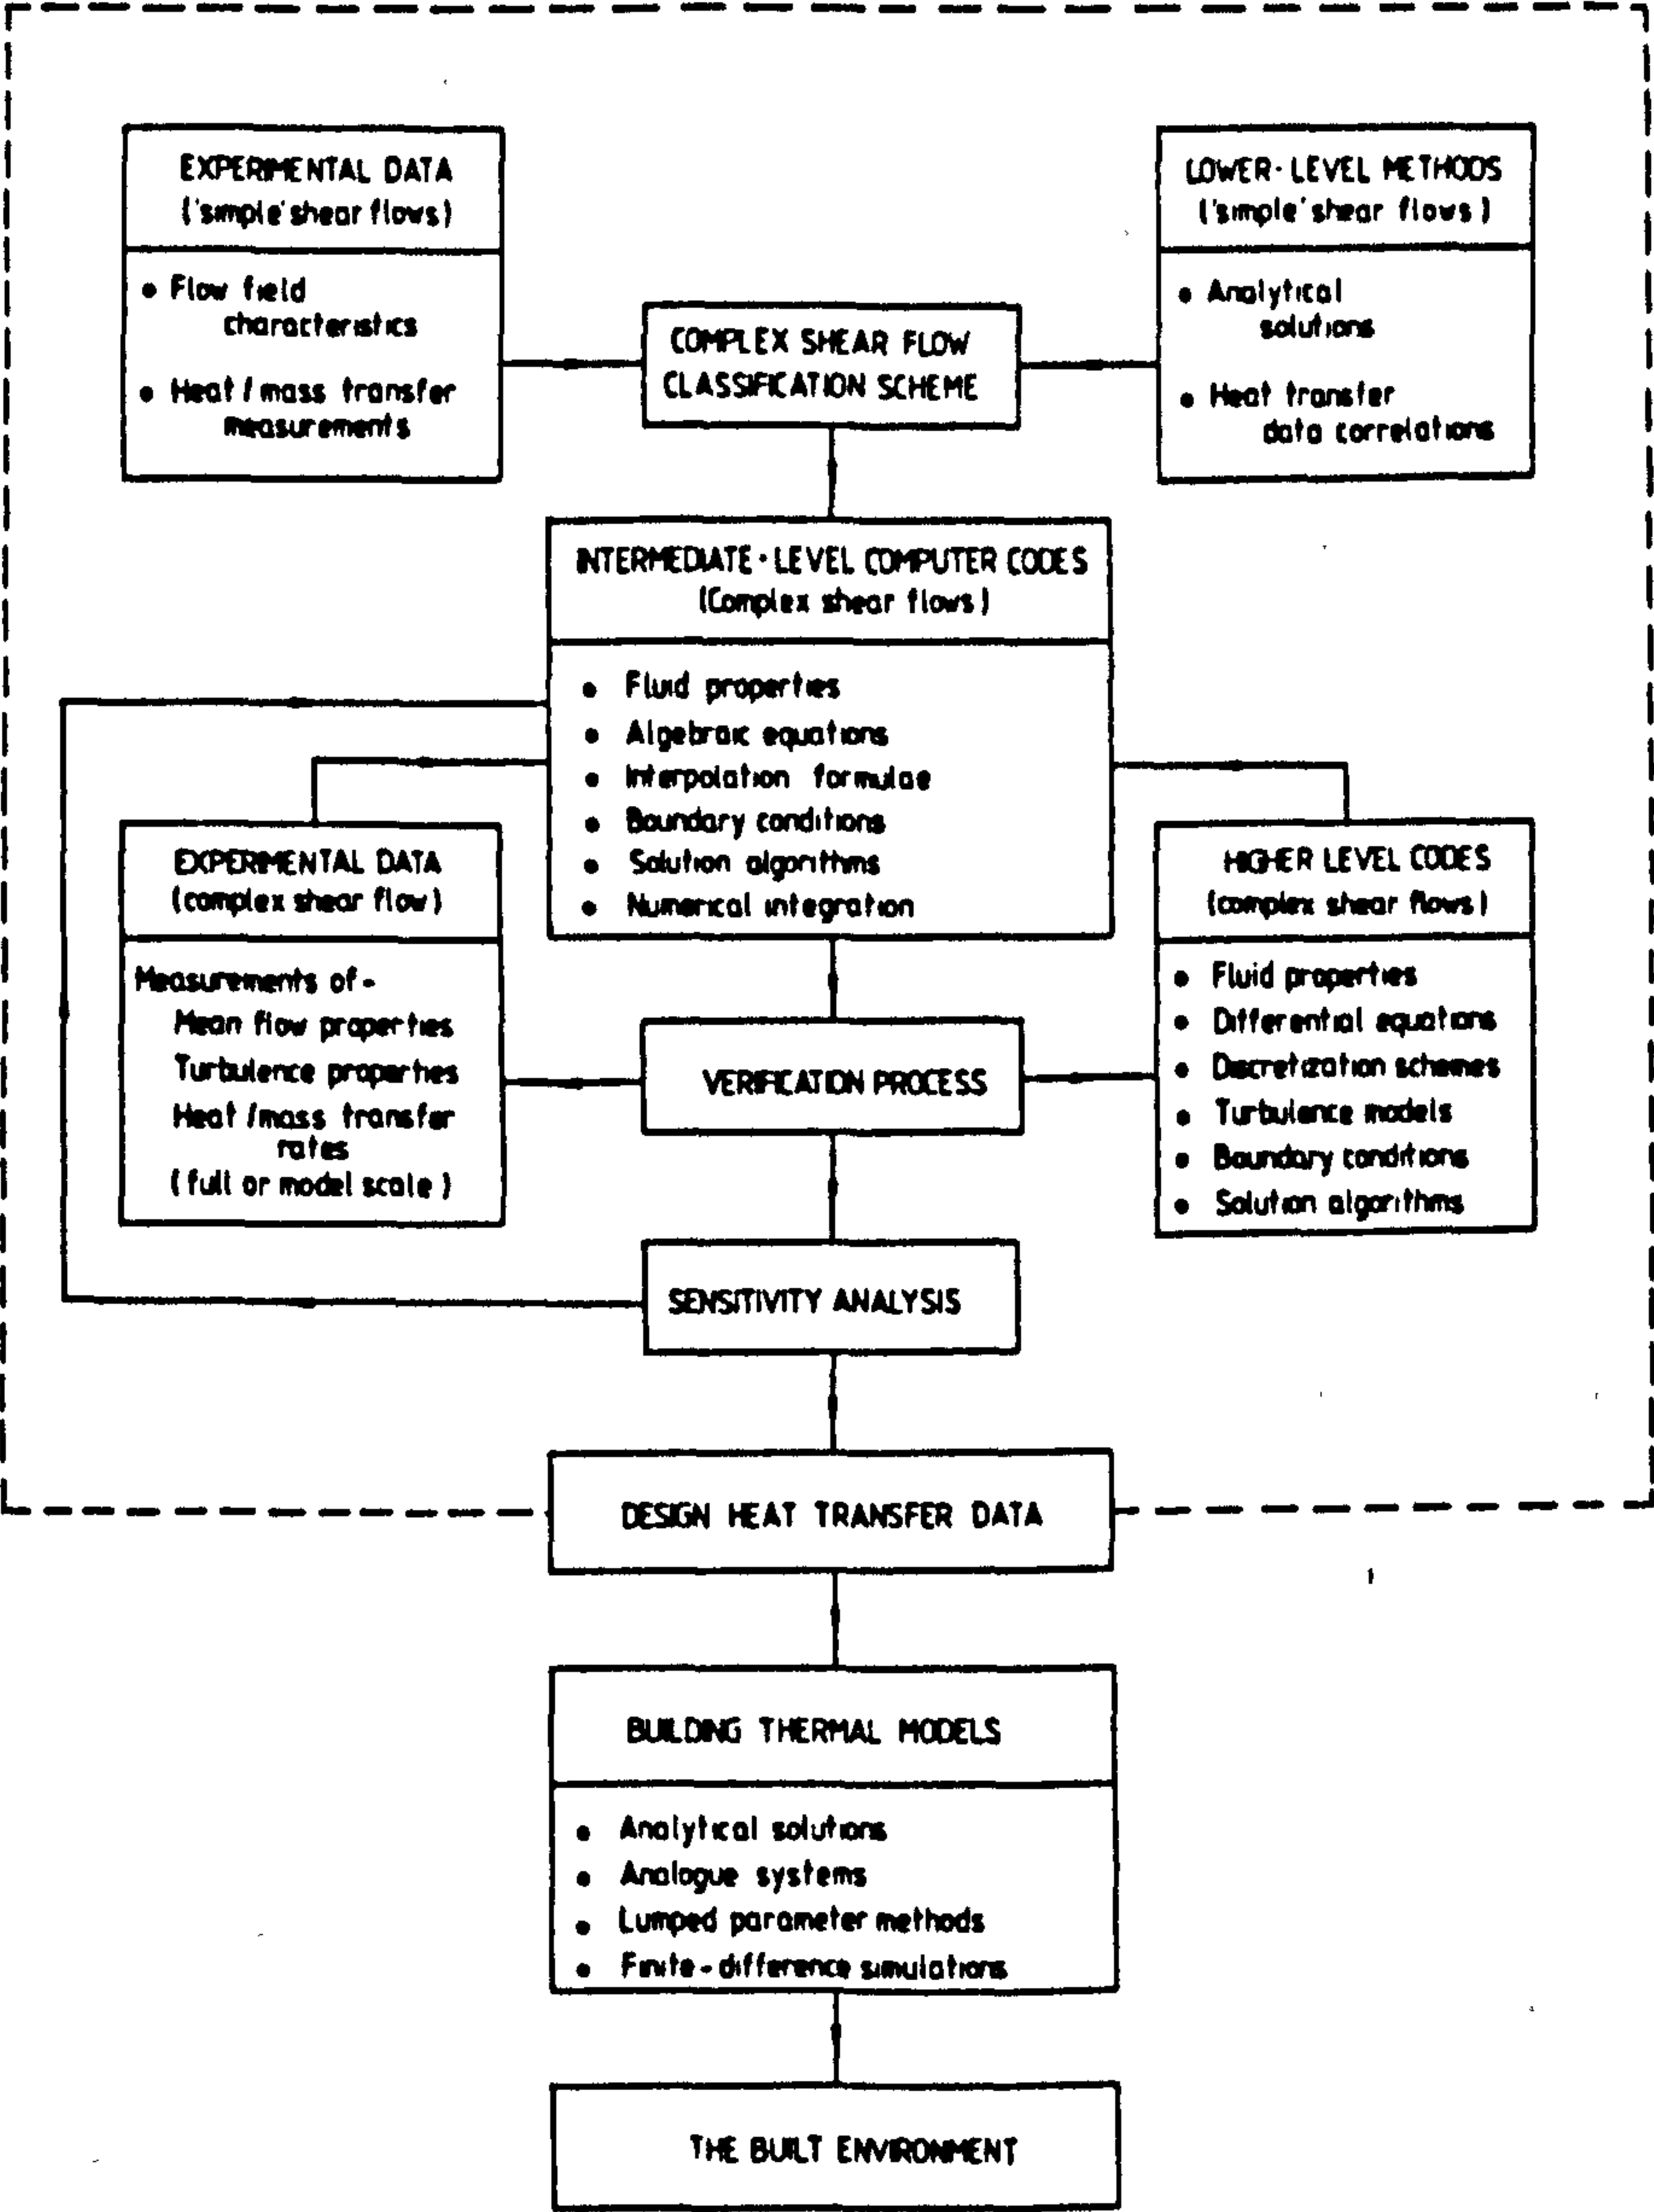 EXPERIMENTAL DATA
('simple' shear flows)
• Flow field
characteristics
• Heat / mass transfer
measurements
LOWER-LEVEL METHODS
('simple' shear flows)
• Analytical
solutions
• Heat transfer
data correlations
COMPLEX SHEAR FLOW
CLASSIFICATION SCHEME
INTERMEDIATE-LEVEL COMPUTER CODES
(Complex shear flows)
• Fluid properties
• Algebraic equations
• Interpolation formulae
• Boundary conditions
• Solution algorithms
• Numerical integration
EXPERIMENTAL DATA
(complex shear flow)
Measurements of-
Mean flow properties
Turbulence properties
Heat /mass transfer
rates
(full or model scale)
HIGHER LEVEL CODES
(complex shear flows)
• Fluid properties
• Differential equations
• Discretization schemes
• Turbulence models
• Boundary conditions
• Solution algorithms
VERIFICATION PROCESS
SENSITIVITY ANALYSIS
DESIGN HEAT TRANSFER DATA
BUILDING THERMAL MODELS
• Analytical solutions
• Analogue systems
• Lumped parameter methods
• Finite-difference simulations
THE BUILT ENVIRONMENT